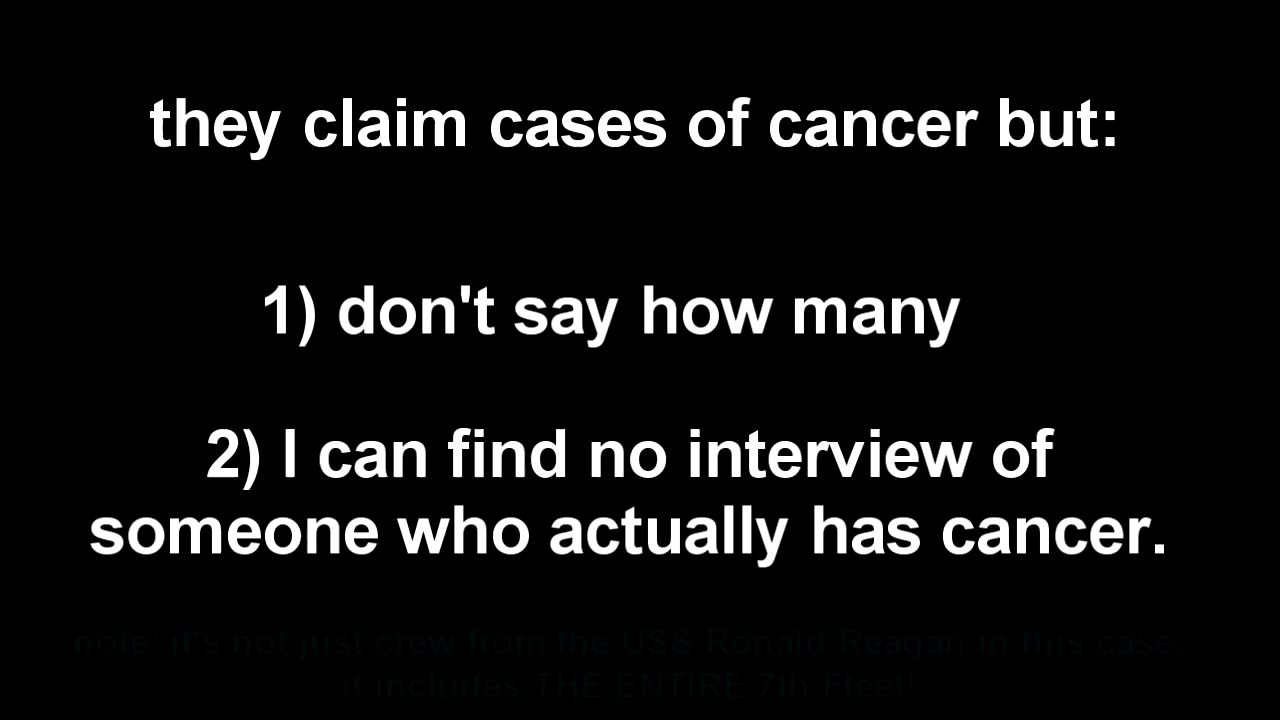 they claim cases of cancer but:
1) don't say how many
2) I can find no interview of
someone who actually has cancer.
note: it's not just crew from the USS Ronald Reagan in this case,
it includes THE ENTIRE 7th Fleet!